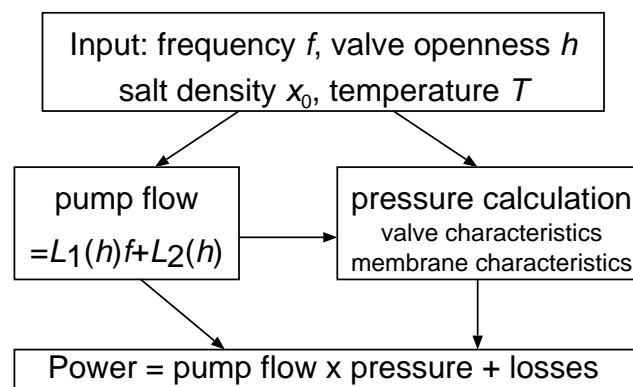 Input: frequency f, valve openness h
salt density x₀, temperature T
pump flow
=L₁(h)f+L₂(h)
pressure calculation
valve characteristics
membrane characteristics
Power = pump flow x pressure + losses